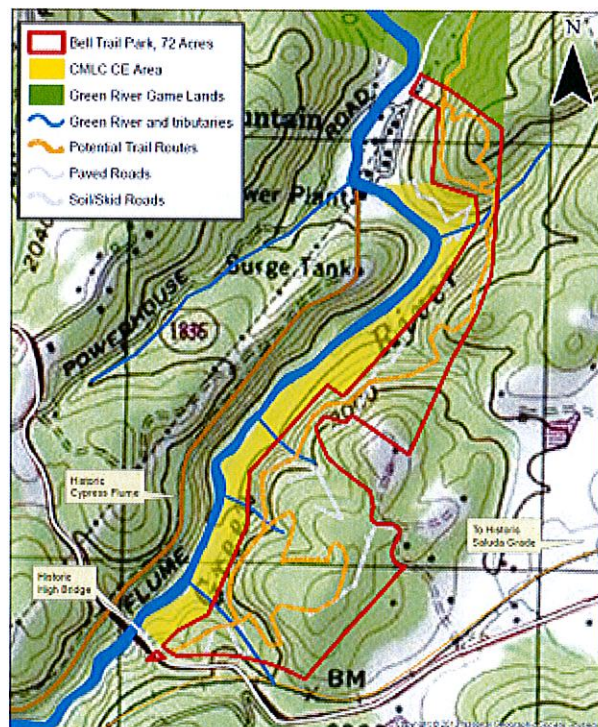 Bell Trail Park, 72 Acres
CMLC CE Area
Green River Game Lands
Green River and tributaries
Potential Trail Routes
Paved Roads
Soil/Skid Roads
N
untain
ROAD
wer Plant
Surge Tank
River
POWERHOUSE
1836
2040
Historic
Cypress Flume
To Historic
Saluda Grade
Historic
High Bridge
FLUME
BM